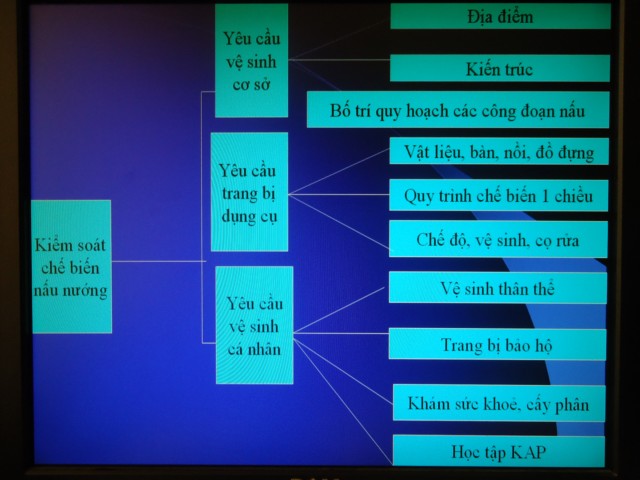 Kiểm soát
chế biến
nấu nướng
Yêu cầu
vệ sinh
cơ sở
Địa điểm
Kiến trúc
Bố trí quy hoạch các công đoạn nấu
Yêu cầu
trang bị
dụng cụ
Vật liệu, bàn, nồi, đồ đựng
Quy trình chế biến 1 chiều
Chế độ, vệ sinh, cọ rửa
Yêu cầu
vệ sinh
cá nhân
Vệ sinh thân thể
Trang bị bảo hộ
Khám sức khoẻ, cấy phân
Học tập KAP